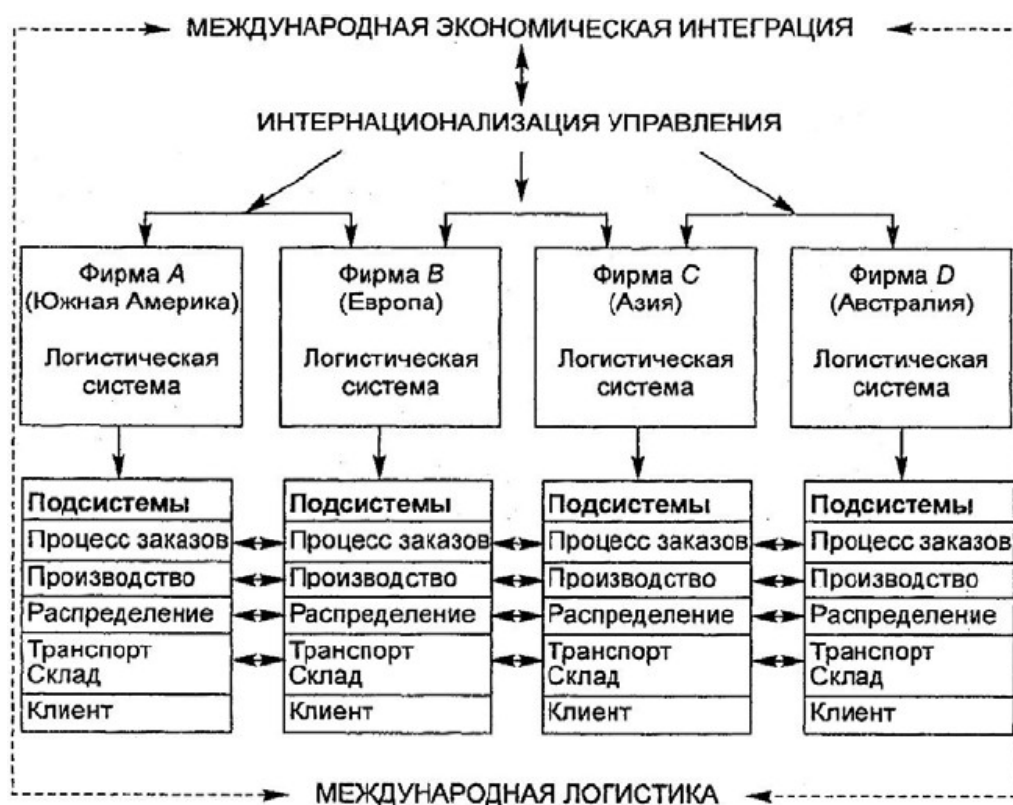 МЕЖДУНАРОДНАЯ ЭКОНОМИЧЕСКАЯ ИНТЕГРАЦИЯ
ИНТЕРНАЦИОНАЛИЗАЦИЯ УПРАВЛЕНИЯ
Фирма A
(Южная Америка)
Логистическая
система
Фирма B
(Европа)
Логистическая
система
Фирма C
(Азия)
Логистическая
система
Фирма D
(Австралия)
Логистическая
система
Подсистемы
Процесс заказов
Производство
Распределение
Транспорт
Склад
Клиент
Подсистемы
Процесс заказов
Производство
Распределение
Транспорт
Склад
Клиент
Подсистемы
Процесс заказов
Производство
Распределение
Транспорт
Склад
Клиент
Подсистемы
Процесс заказов
Производство
Распределение
Транспорт
Склад
Клиент
МЕЖДУНАРОДНАЯ ЛОГИСТИКА